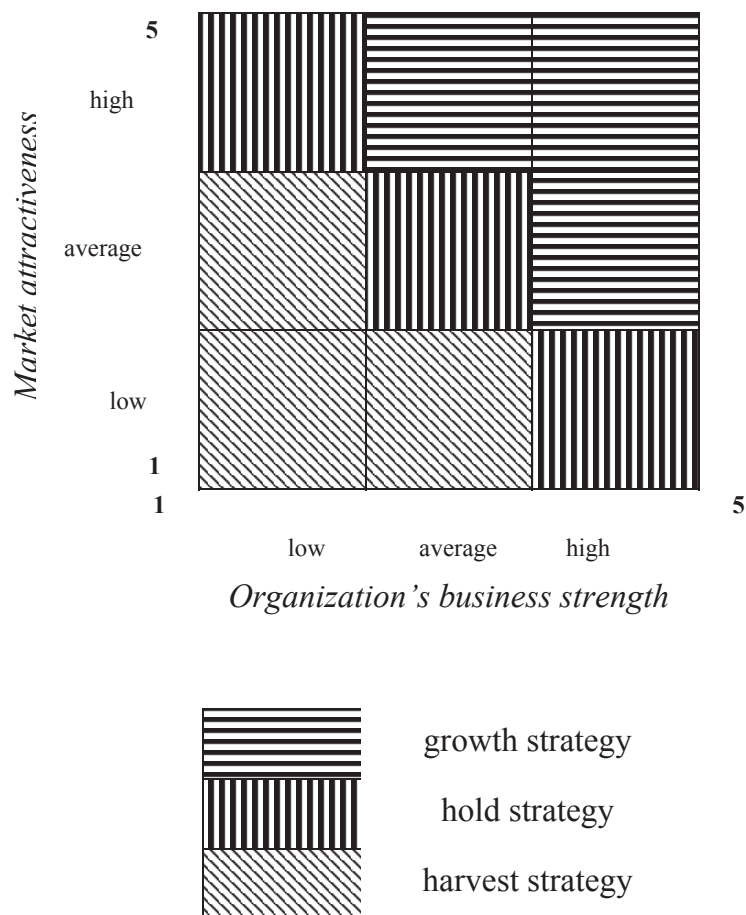 5
high
Market attractiveness
average
low
1
1
5
low average high
Organization’s business strength
growth strategy
hold strategy
harvest strategy